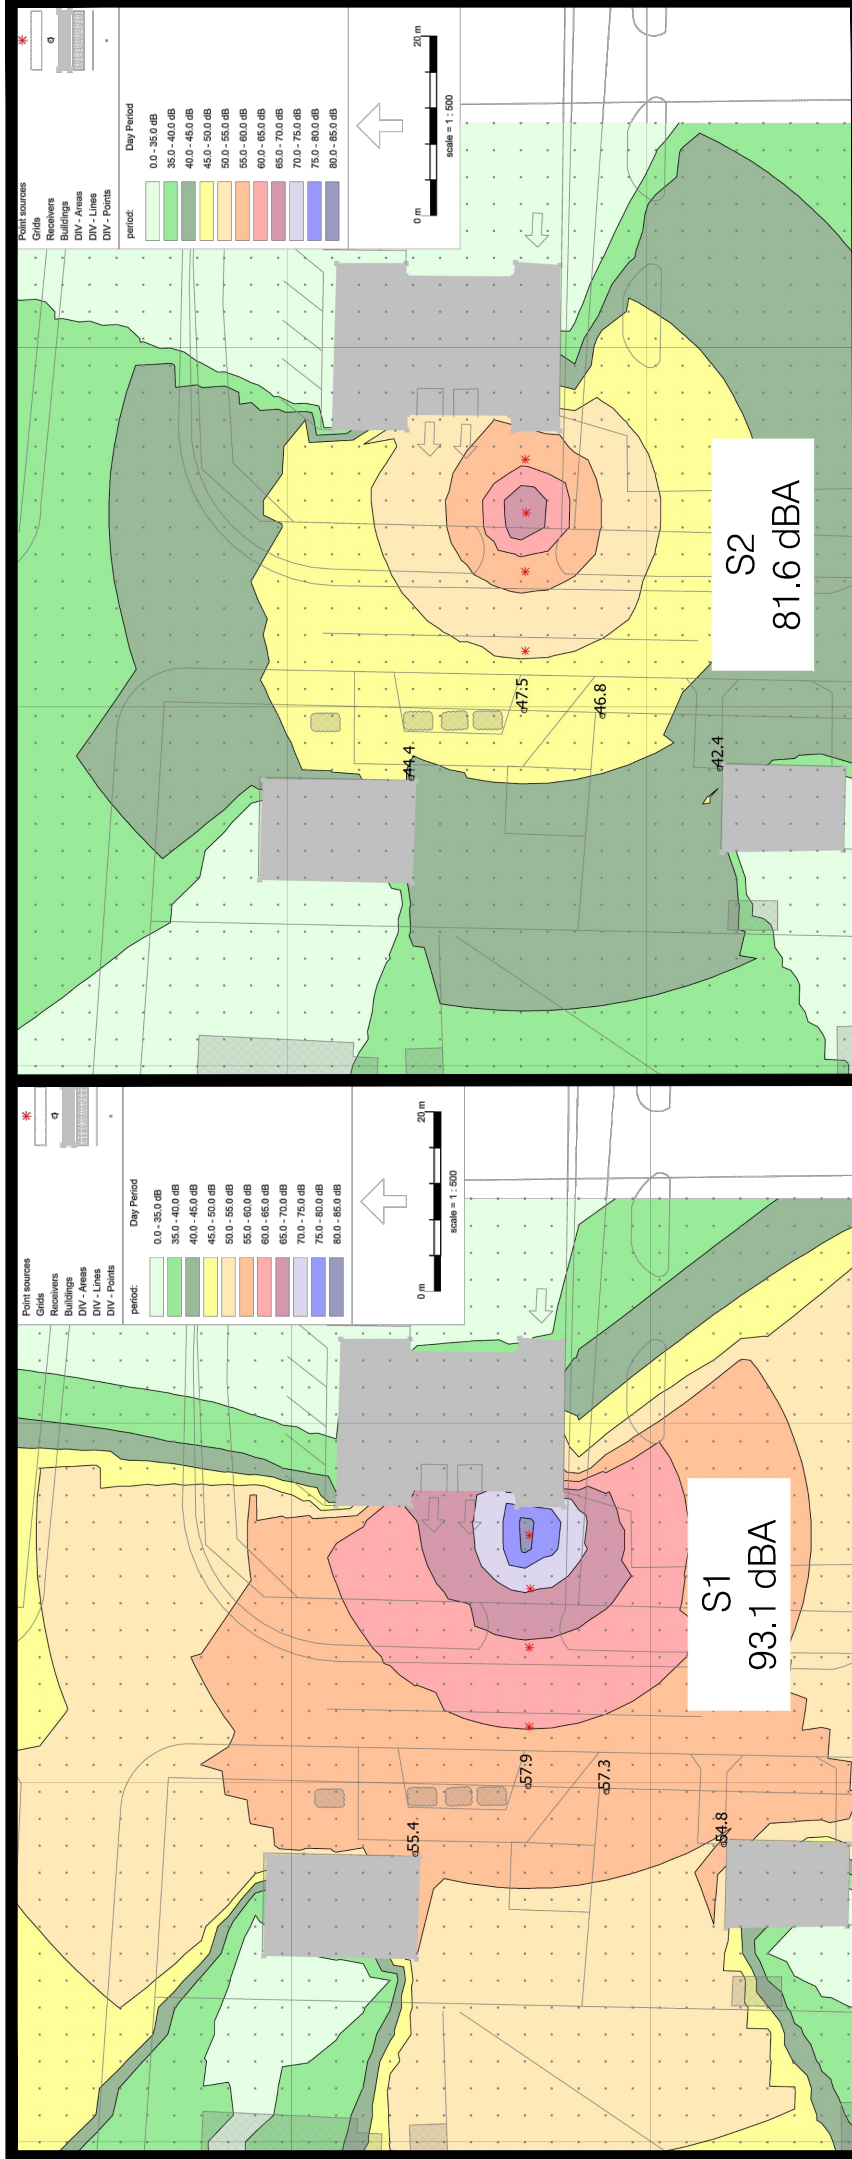 Point sources
Grids
Receivers
Buildings
DIV - Areas
DIV - Lines
DIV - Points
period:
Day Period
0.0 - 35.0 dB
35.0 - 40.0 dB
40.0 - 45.0 dB
45.0 - 50.0 dB
50.0 - 55.0 dB
55.0 - 60.0 dB
60.0 - 65.0 dB
65.0 - 70.0 dB
70.0 - 75.0 dB
75.0 - 80.0 dB
80.0 - 85.0 dB
0 m
20 m
scale = 1 : 500
55.4
57.9
57.3
54.8
S1
93.1 dBA
Point sources
Grids
Receivers
Buildings
DIV - Areas
DIV - Lines
DIV - Points
period:
Day Period
0.0 - 35.0 dB
35.0 - 40.0 dB
40.0 - 45.0 dB
45.0 - 50.0 dB
50.0 - 55.0 dB
55.0 - 60.0 dB
60.0 - 65.0 dB
65.0 - 70.0 dB
70.0 - 75.0 dB
75.0 - 80.0 dB
80.0 - 85.0 dB
0 m
20 m
scale = 1 : 500
44.4
47.5
46.8
42.4
S2
81.6 dBA